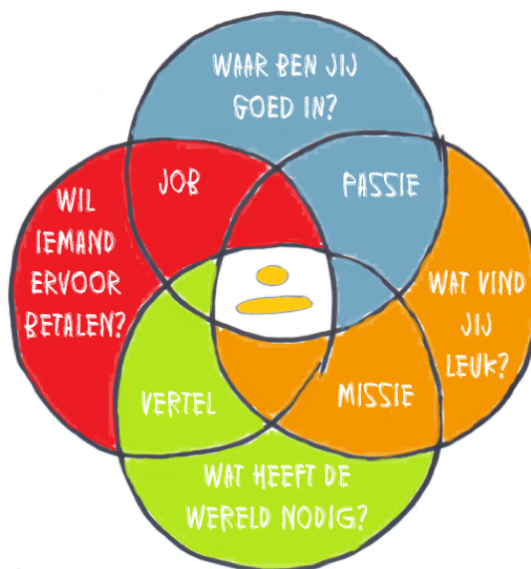 WAAR BEN JIJ
GOED IN?
JOB
PASSIE
WIL
IEMAND
ERVOOR
BETALEN?
WAT VIND
JIJ
LEUK?
VERTEL
MISSIE
WAT HEEFT DE
WERELD NODIG?